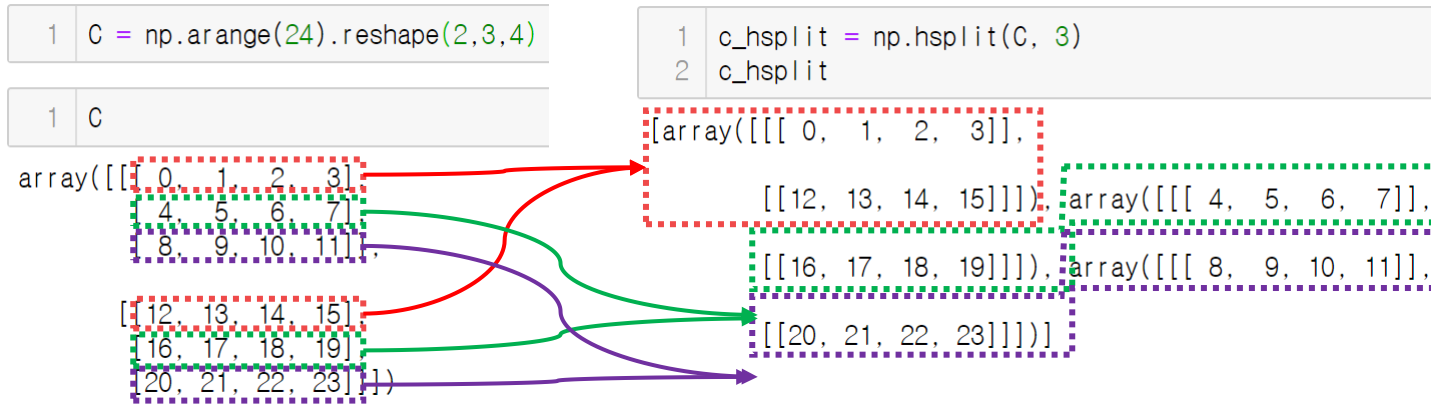 1 C = np.arange(24).reshape(2,3,4)
1 C
array([[[ 0, 1, 2, 3],
[ 4, 5, 6, 7],
[ 8, 9, 10, 11]],
[[12, 13, 14, 15],
[16, 17, 18, 19],
[20, 21, 22, 23]]])
1 c_hsplit = np.hsplit(C, 3)
2 c_hsplit
[array([[[ 0, 1, 2, 3]],
[[12, 13, 14, 15]]]), array([[[ 4, 5, 6, 7]],
[[16, 17, 18, 19]]]), array([[[ 8, 9, 10, 11]],
[[20, 21, 22, 23]]])]